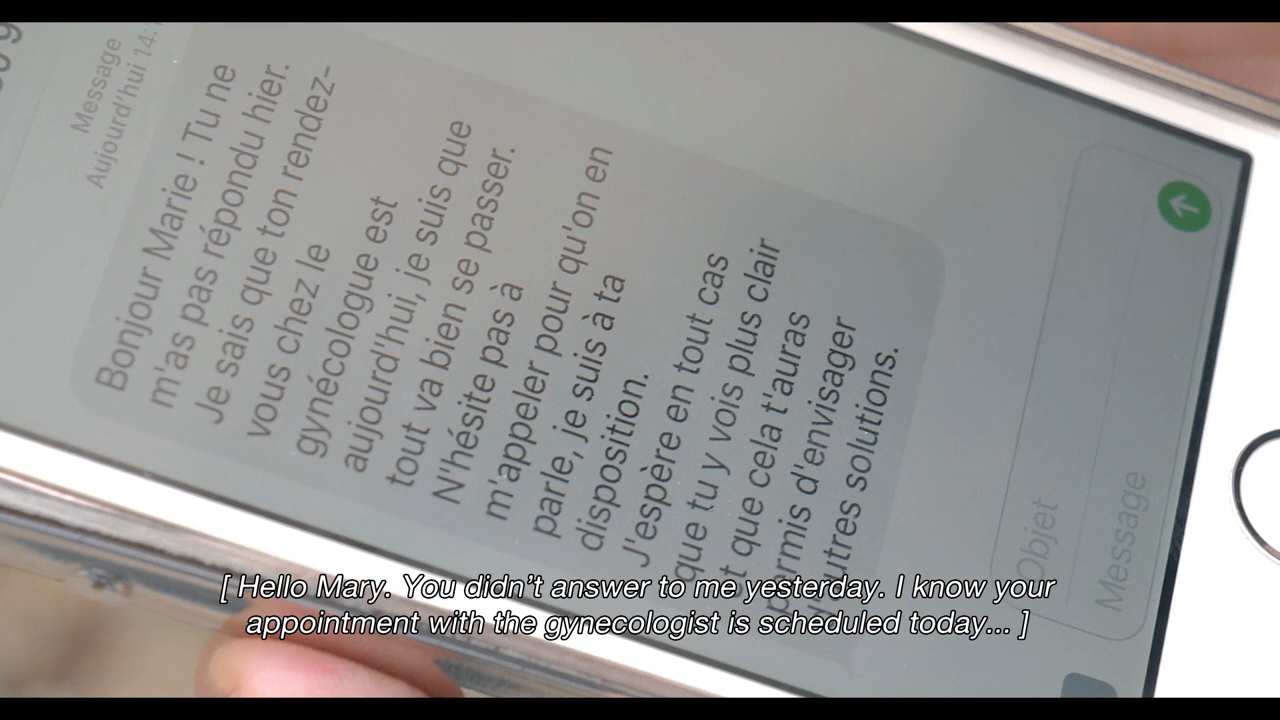 Message
Aujourd'hui 14:
Bonjour Marie ! Tu ne
m'as pas répondu hier.
Je sais que ton rendez-
vous chez le
gynécologue est
aujourd'hui, je suis que
tout va bien se passer.
N'hésite pas à
m'appeler pour qu'on en
parle, je suis à ta
disposition.
J'espère en tout cas
que tu y vois plus clair
et que cela t'auras
permis d'envisager
d'autres solutions.
Objet
Message
[ Hello Mary. You didn't answer to me yesterday. I know your
appointment with the gynecologist is scheduled today... ]